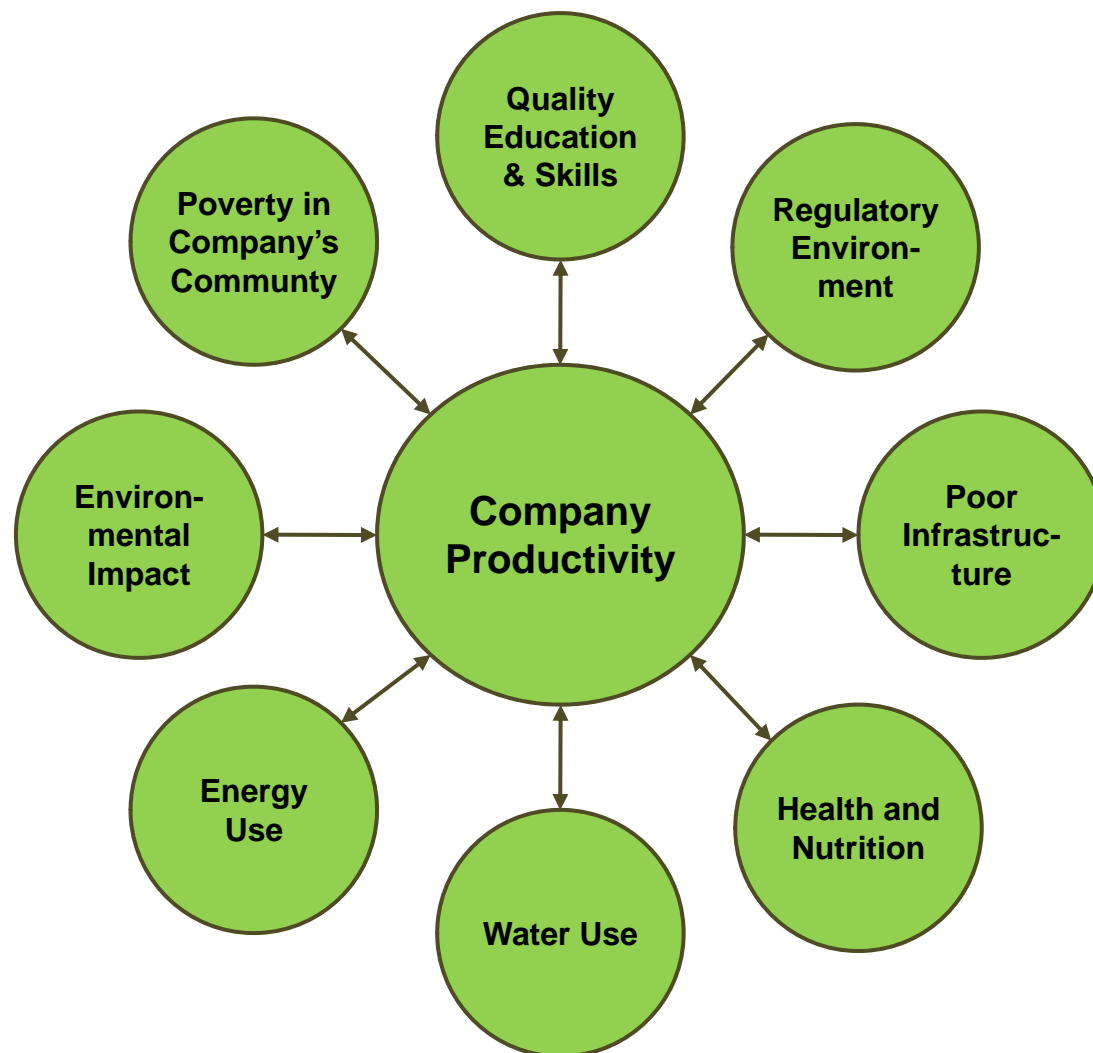 Quality
Education
& Skills
Poverty in
Company’s
Communty
Regulatory
Environ-
ment
Environ-
mental
Impact
Company
Productivity
Poor
Infrastruc-
ture
Energy
Use
Health and
Nutrition
Water Use